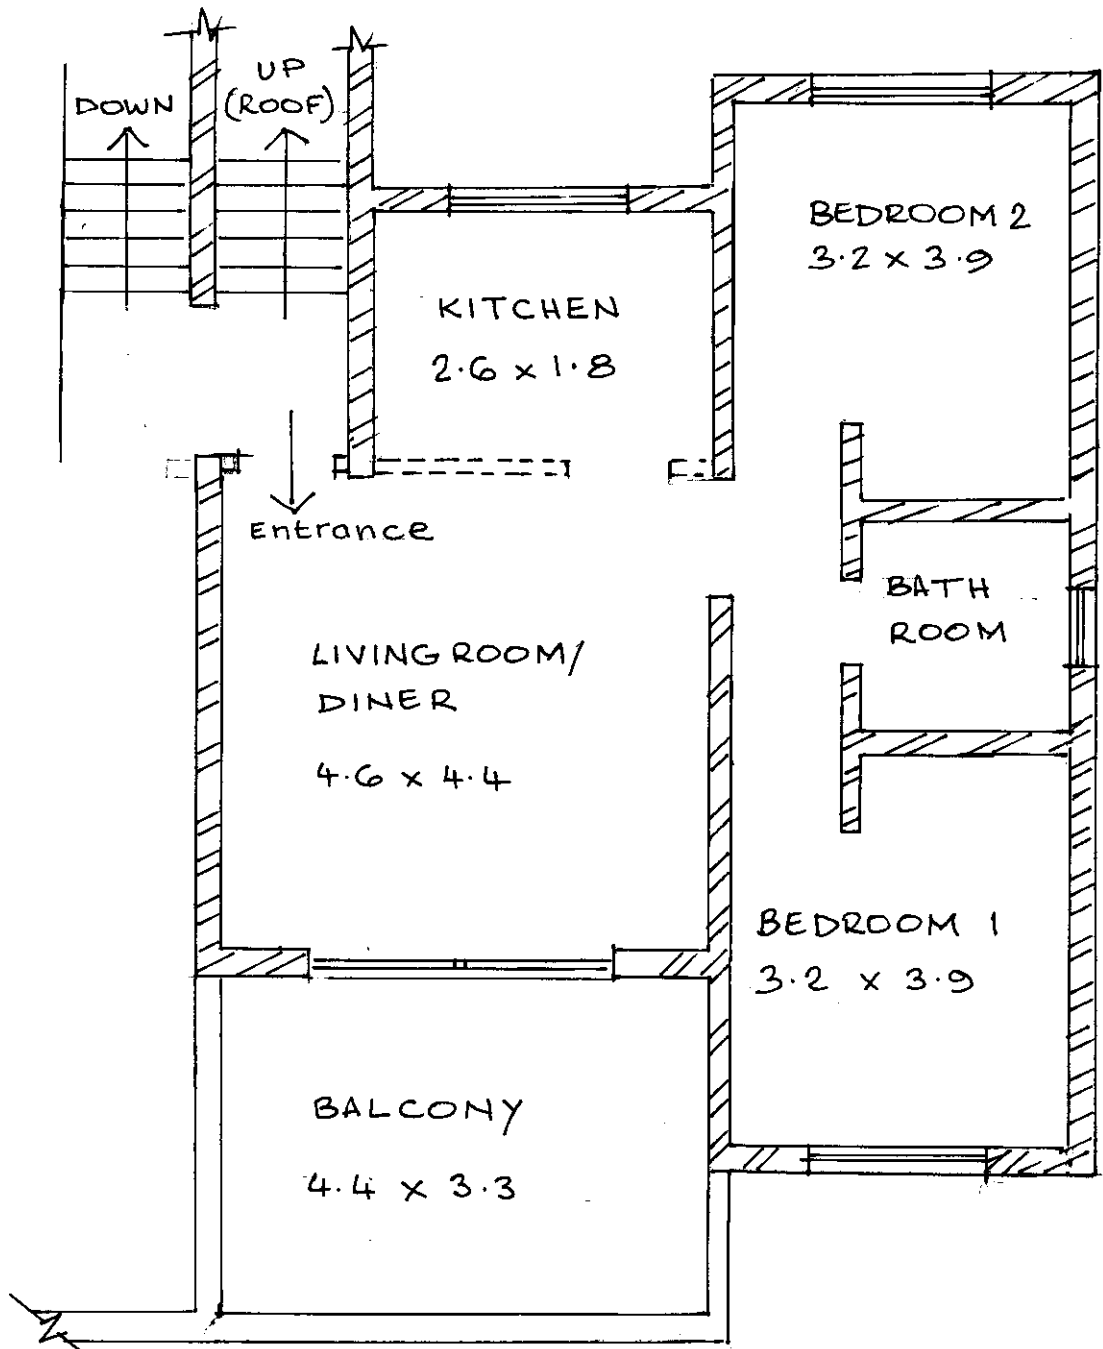 DOWN
UP
(ROOF)
BEDROOM 2
3.2 x 3.9
KITCHEN
2.6 x 1.8
Entrance
BATH
ROOM
LIVING ROOM/
DINER
4.6 x 4.4
BEDROOM 1
3.2 x 3.9
BALCONY
4.4 x 3.3